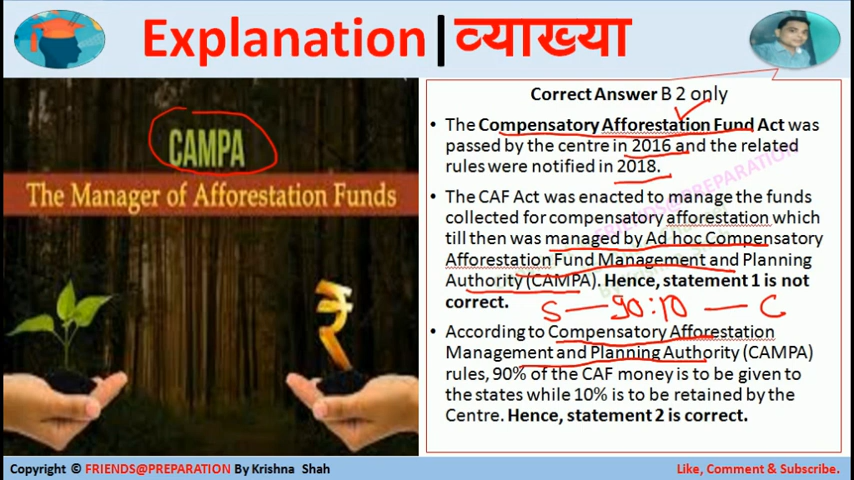 Explanation|व्याख्या
CAMPA
The Manager of Afforestation Funds
Correct Answer B 2 only
• The Compensatory Afforestation Fund Act was
passed by the centre in 2016 and the related
rules were notified in 2018.
• The CAF Act was enacted to manage the funds
collected for compensatory afforestation which
till then was managed by Ad hoc Compensatory
Afforestation Fund Management and Planning
Authority (CAMPA). Hence, statement 1 is not
correct.
S — 90:10 — C
• According to Compensatory Afforestation
Management and Planning Authority (CAMPA)
rules, 90% of the CAF money is to be given to
the states while 10% is to be retained by the
Centre. Hence, statement 2 is correct.
FRIENDS@PREPARATION
Copyright © FRIENDS@PREPARATION By Krishna Shah
Like, Comment & Subscribe.